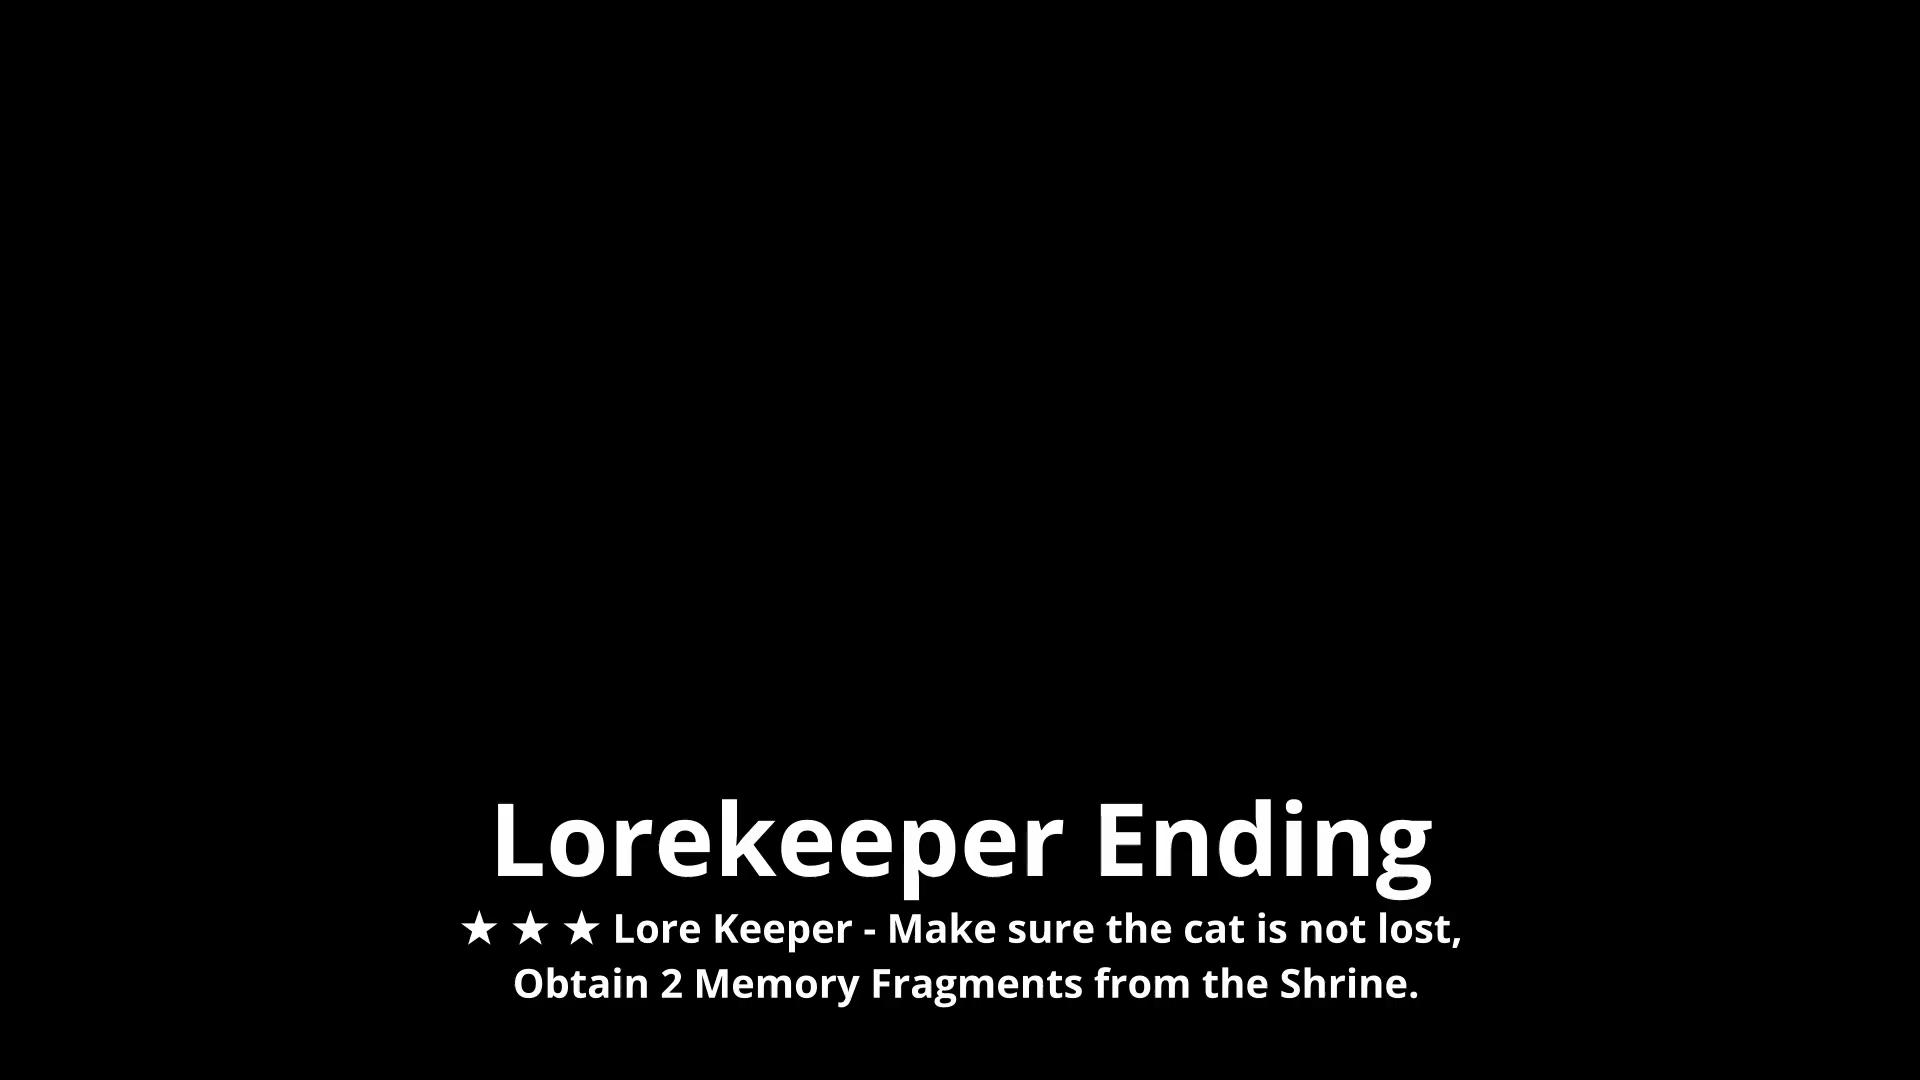 Lorekeeper Ending
★ ★ ★ Lore Keeper - Make sure the cat is not lost,
Obtain 2 Memory Fragments from the Shrine.